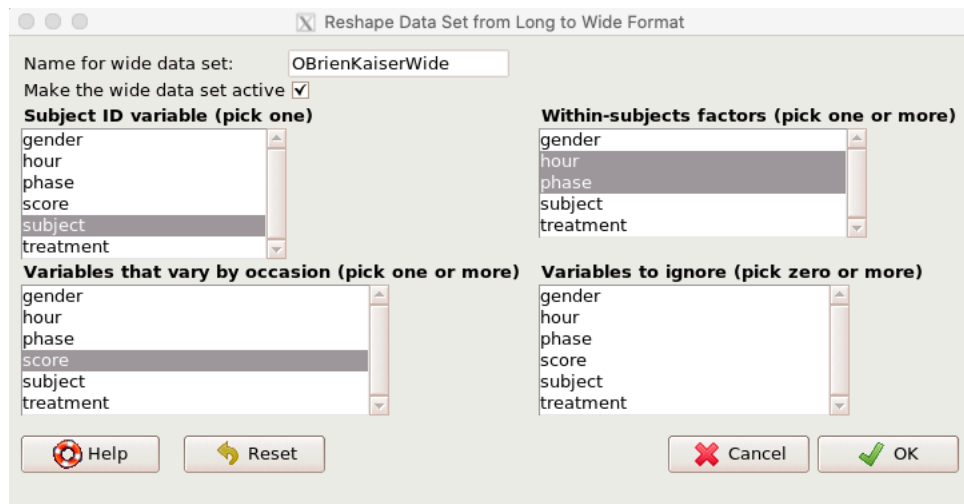 Reshape Data Set from Long to Wide Format
Name for wide data set: OBrienKaiserWide
Make the wide data set active
Subject ID variable (pick one)
gender
hour
phase
score
subject
treatment
Within-subjects factors (pick one or more)
gender
hour
phase
subject
treatment
Variables that vary by occasion (pick one or more)
gender
hour
phase
score
subject
treatment
Variables to ignore (pick zero or more)
gender
hour
phase
score
subject
treatment
Help Reset Cancel OK